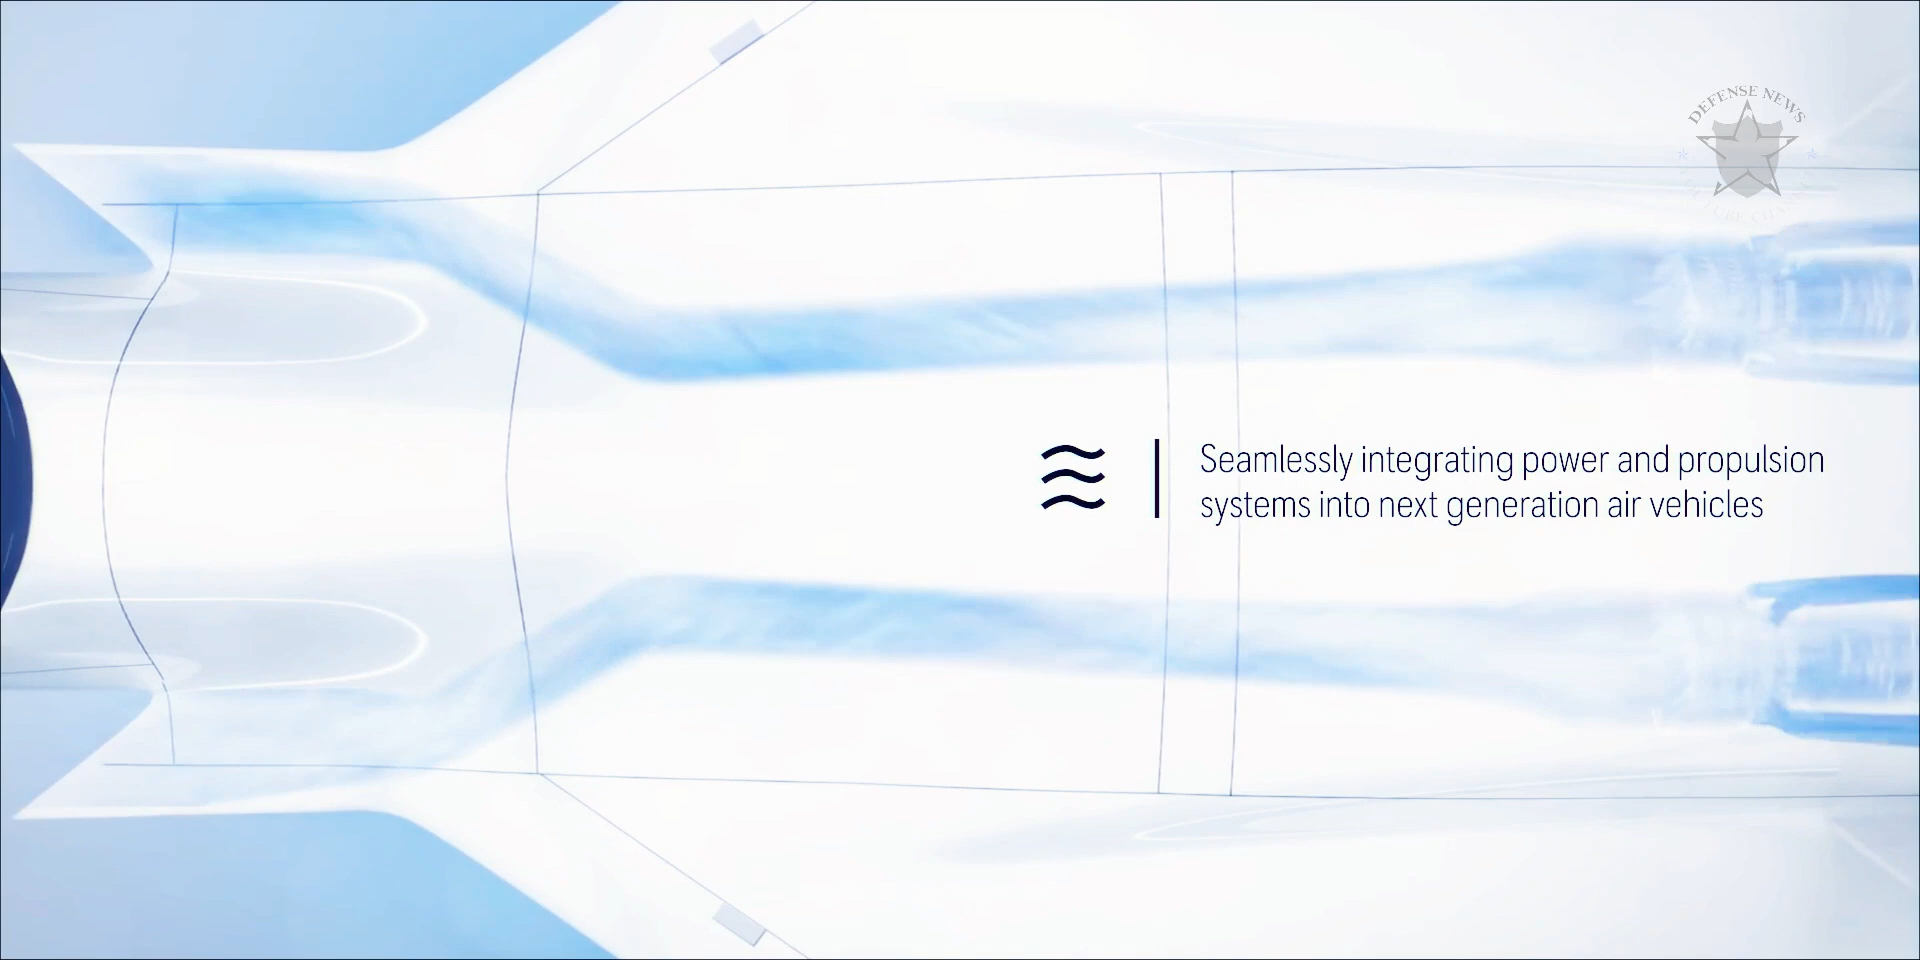 DEFENSE NEWS
Seamlessly integrating power and propulsion
systems into next generation air vehicles